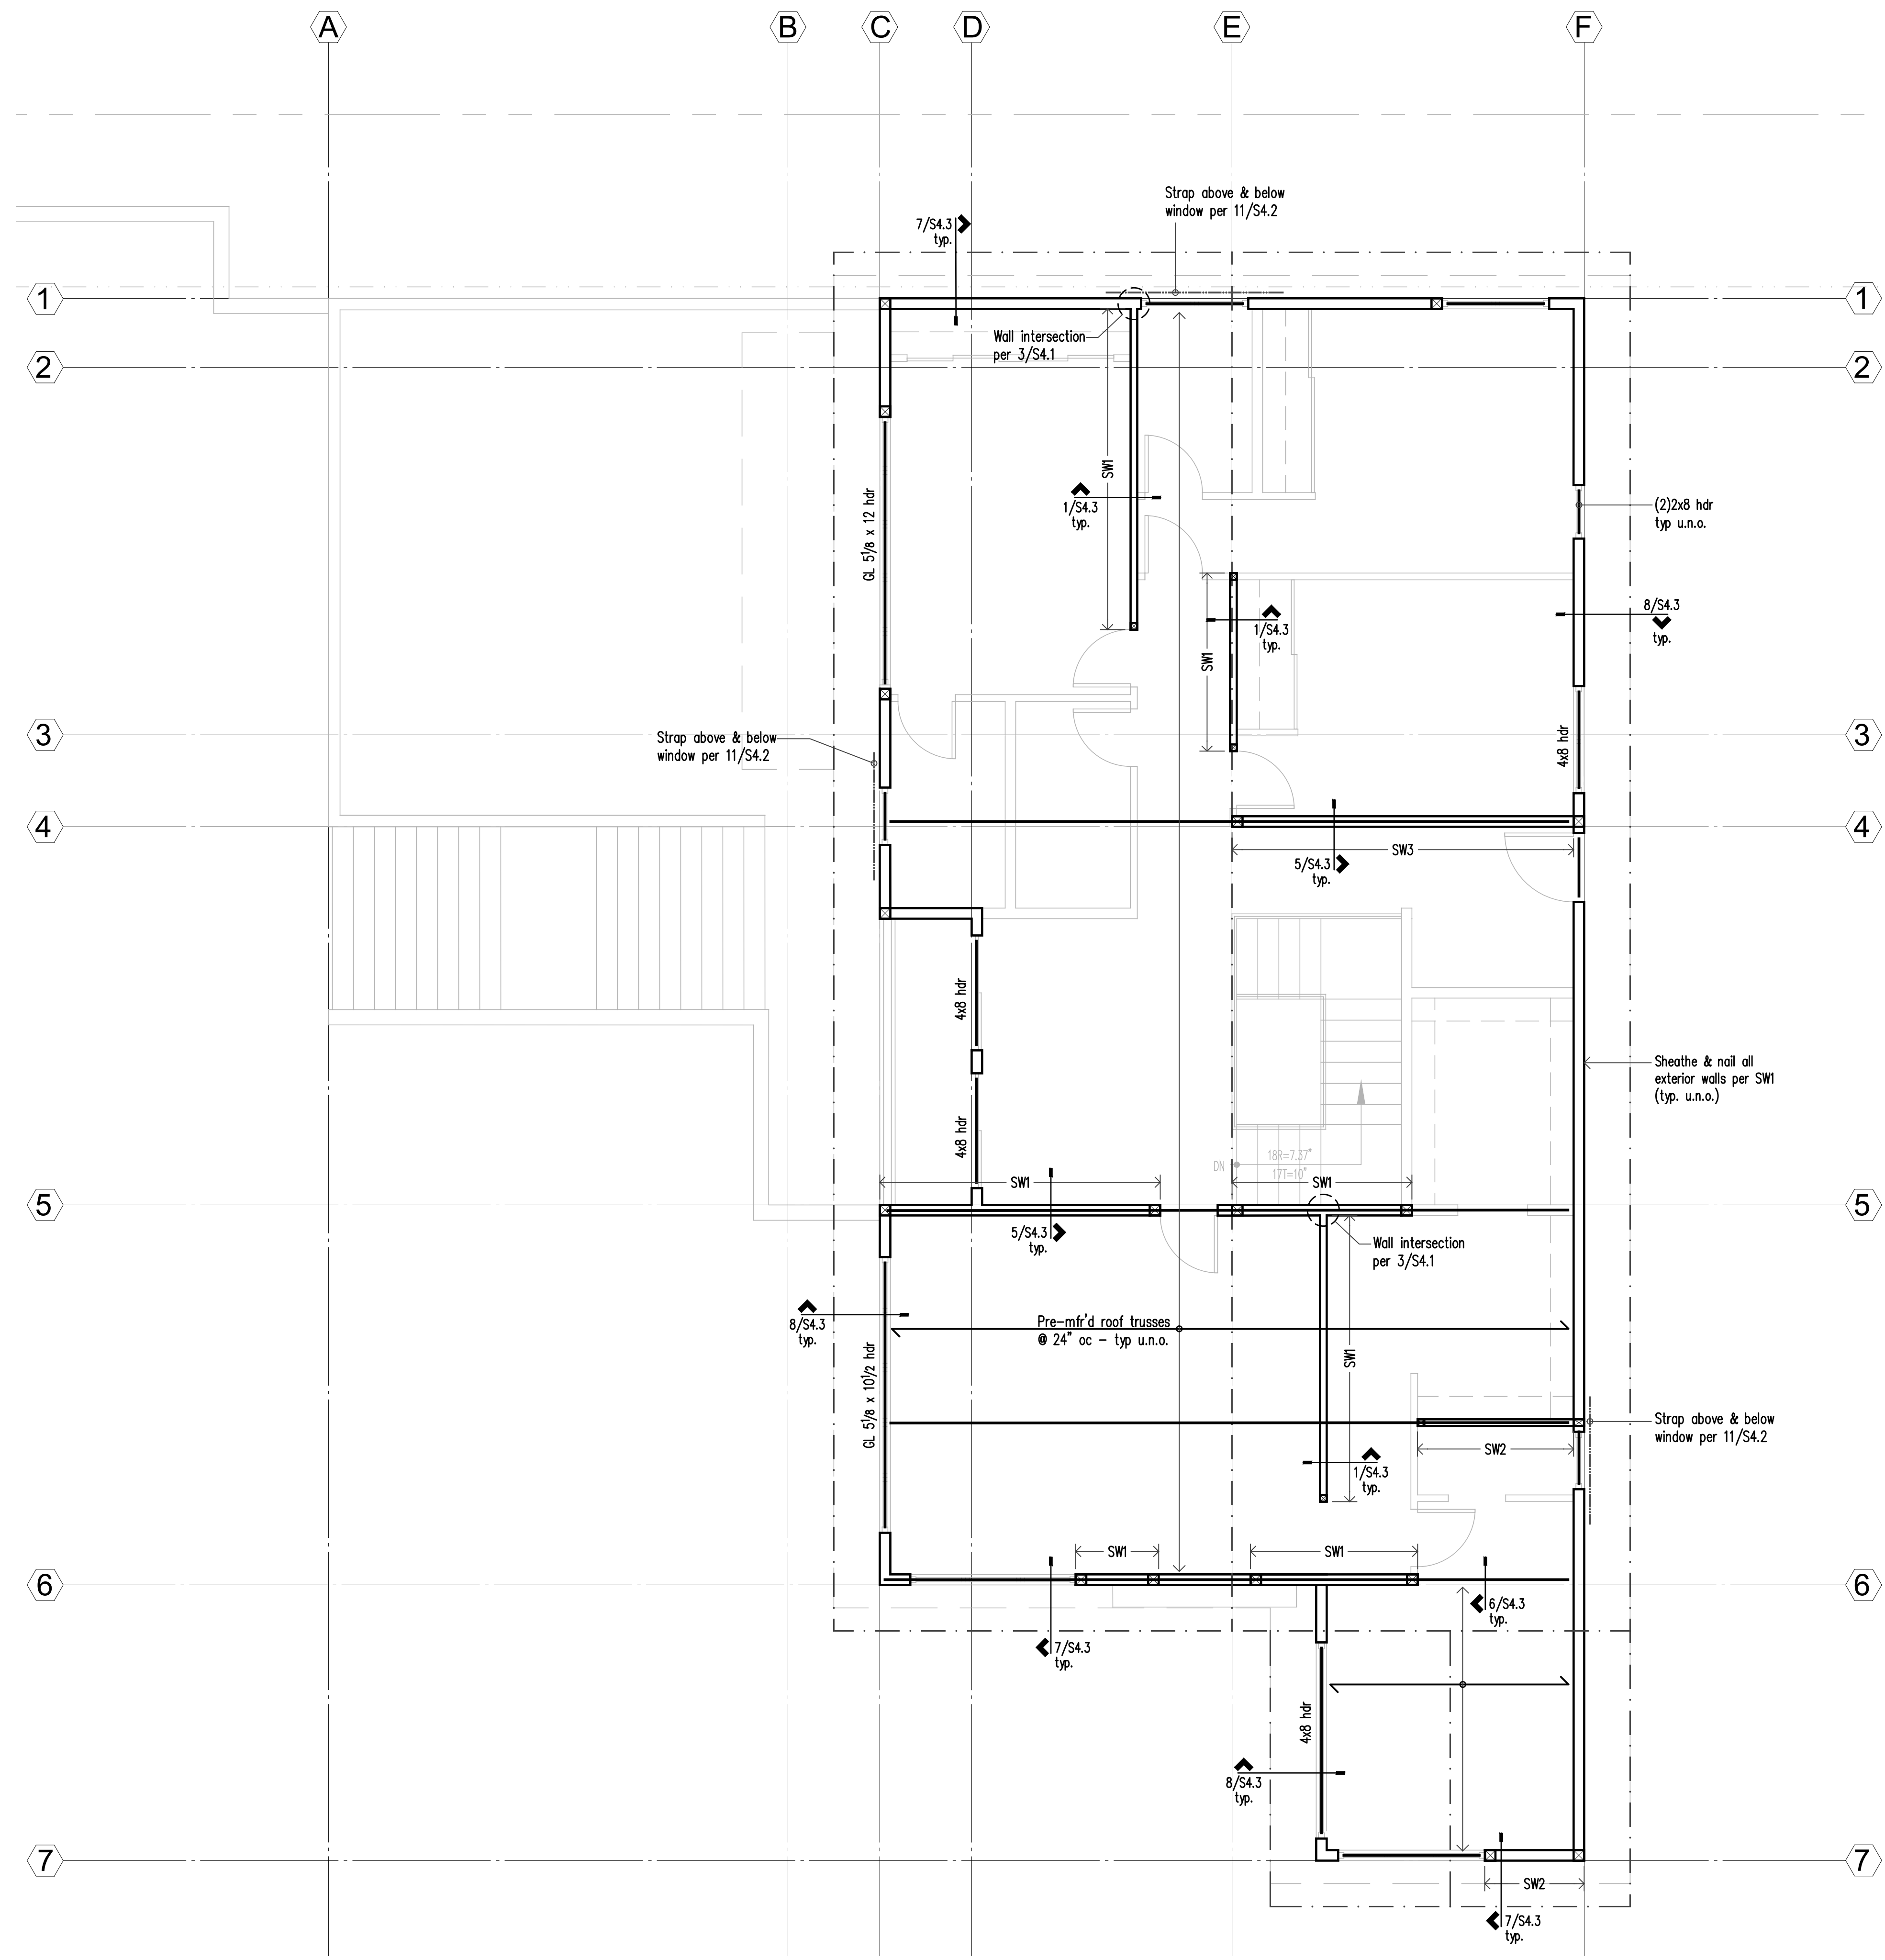 A
B
C
D
E
F
Strap above & below
window per 11/S4.2
7/S4.3
typ.
1
1
Wall intersection
per 3/S4.1
2
2
SW1
GL 5 1/8 x 12 hdr
1/S4.3
typ.
(2)2x8 hdr
typ u.n.o.
8/S4.3
typ.
1/S4.3
typ.
SW1
3
3
Strap above & below
window per 11/S4.2
4x8 hdr
4
4
SW3
5/S4.3
typ.
4x8 hdr
Sheathe & nail all
exterior walls per SW1
(typ. u.n.o.)
4x8 hdr
18R=7.37"
DN
17T=10"
SW1
SW1
5
5
5/S4.3
typ.
Wall intersection
per 3/S4.1
8/S4.3
typ.
Pre-mfr'd roof trusses
@ 24" oc - typ u.n.o.
SW1
GL 5 1/8 x 10 1/2 hdr
Strap above & below
window per 11/S4.2
SW2
1/S4.3
typ.
SW1
SW1
6
6
6/S4.3
typ.
7/S4.3
typ.
4x8 hdr
8/S4.3
typ.
7
7
SW2
7/S4.3
typ.